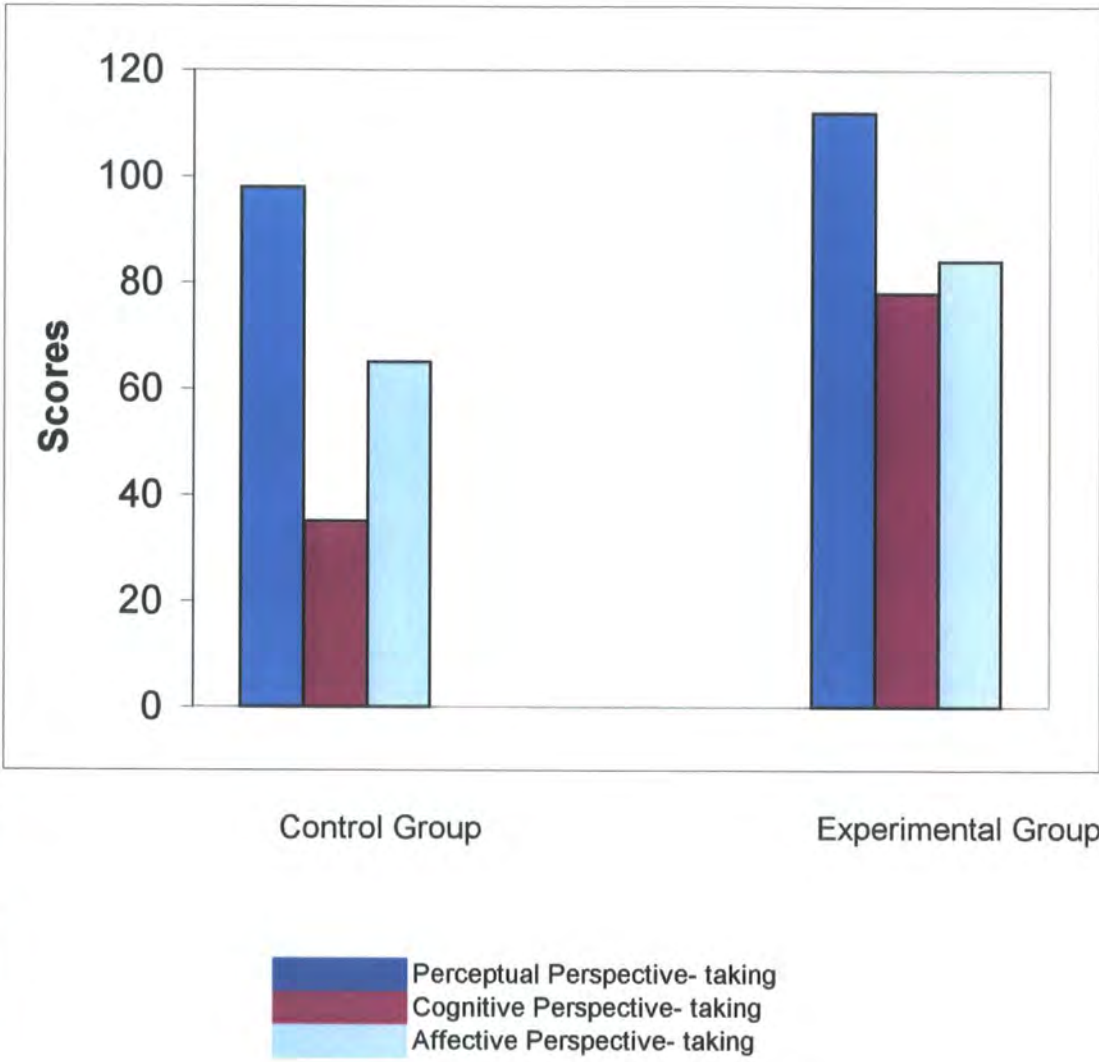 120
100
80
60
40
20
0
Scores
Control Group
Experimental Group
Perceptual Perspective- taking
Cognitive Perspective- taking
Affective Perspective- taking